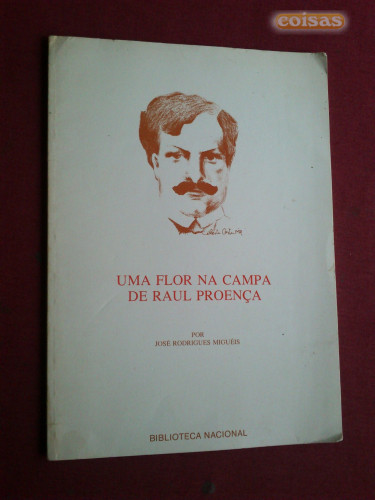 coisas
UMA FLOR NA CAMPA
DE RAUL PROENÇA
POR
JOSÉ RODRIGUES MIGUÉIS
BIBLIOTECA NACIONAL